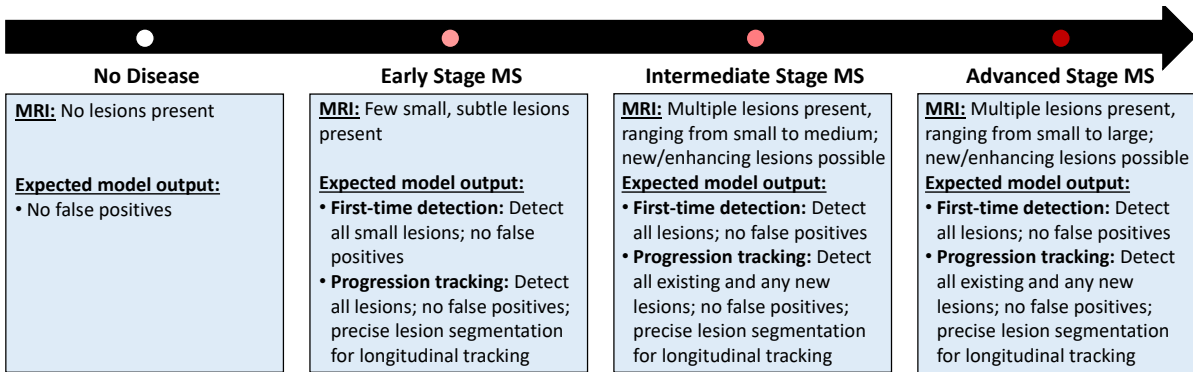 No Disease
MRI: No lesions present
Expected model output:
• No false positives
Early Stage MS
MRI: Few small, subtle lesions
present
Expected model output:
• First-time detection: Detect
all small lesions; no false
positives
• Progression tracking: Detect
all lesions; no false positives;
precise lesion segmentation
for longitudinal tracking
Intermediate Stage MS
MRI: Multiple lesions present,
ranging from small to medium;
new/enhancing lesions possible
Expected model output:
• First-time detection: Detect
all lesions; no false positives
• Progression tracking: Detect
all existing and any new
lesions; no false positives;
precise lesion segmentation
for longitudinal tracking
Advanced Stage MS
MRI: Multiple lesions present,
ranging from small to large;
new/enhancing lesions possible
Expected model output:
• First-time detection: Detect
all lesions; no false positives
• Progression tracking: Detect
all existing and any new
lesions; no false positives;
precise lesion segmentation
for longitudinal tracking